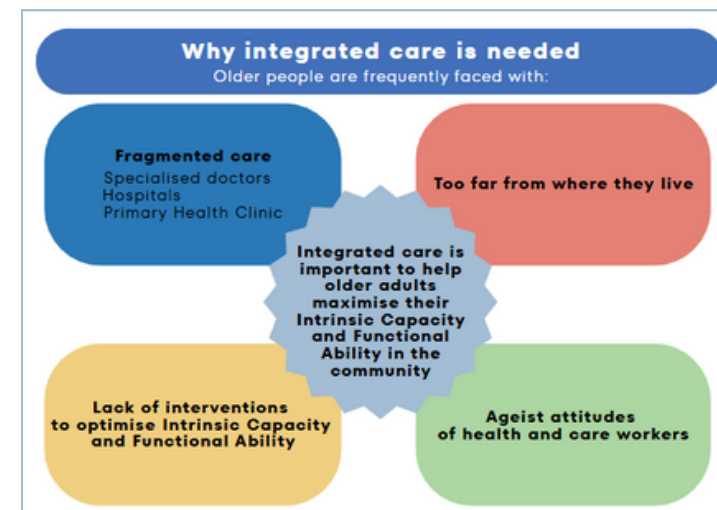 Why integrated care is needed
Older people are frequently faced with:
Fragmented care
Specialised doctors
Hospitals
Primary Health Clinic
Too far from where they live
Integrated care is
important to help
older adults
maximise their
Intrinsic Capacity
and Functional
Ability in the
community
Lack of interventions
to optimise Intrinsic Capacity
and Functional Ability
Ageist attitudes
of health and care workers